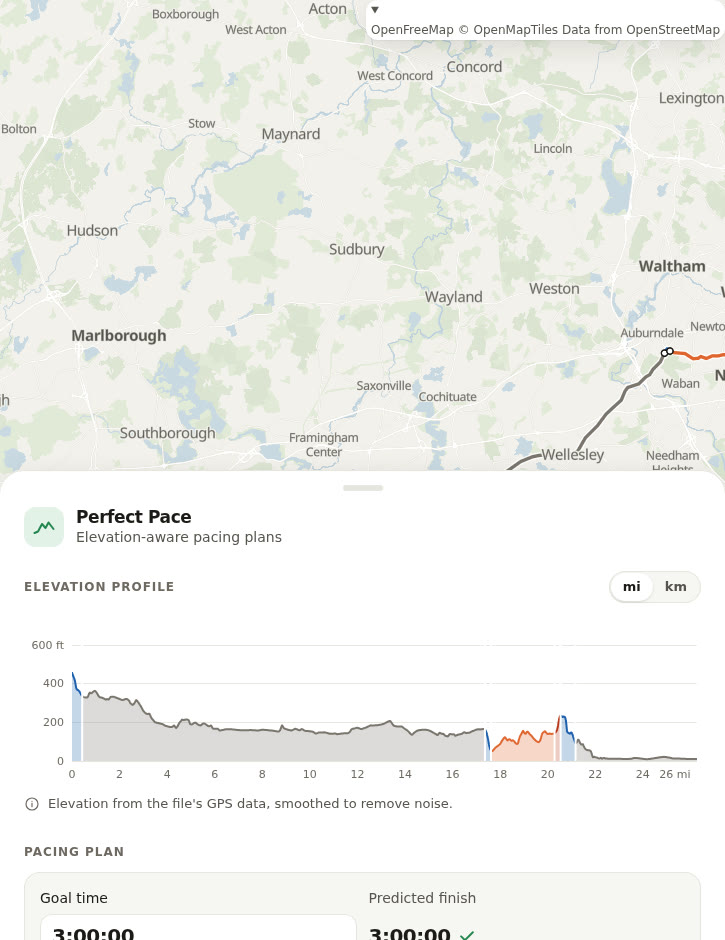 Boxborough
Acton
West Acton
OpenFreeMap © OpenMapTiles Data from OpenStreetMap
West Concord
Concord
Lexington
Bolton
Stow
Maynard
Lincoln
Hudson
Sudbury
Waltham
Weston
Wayland
Marlborough
Auburndale
Newto
Saxonville
Cochituate
Waban
N
gh
Southborough
Framingham
Center
Wellesley
Needham
Heights
Perfect Pace
Elevation-aware pacing plans
ELEVATION PROFILE
mi
km
600 ft
400
200
0
0 2 4 6 8 10 12 14 16 18 20 22 24 26 mi
Elevation from the file's GPS data, smoothed to remove noise.
PACING PLAN
Goal time
Predicted finish
3:00:00
3:00:00